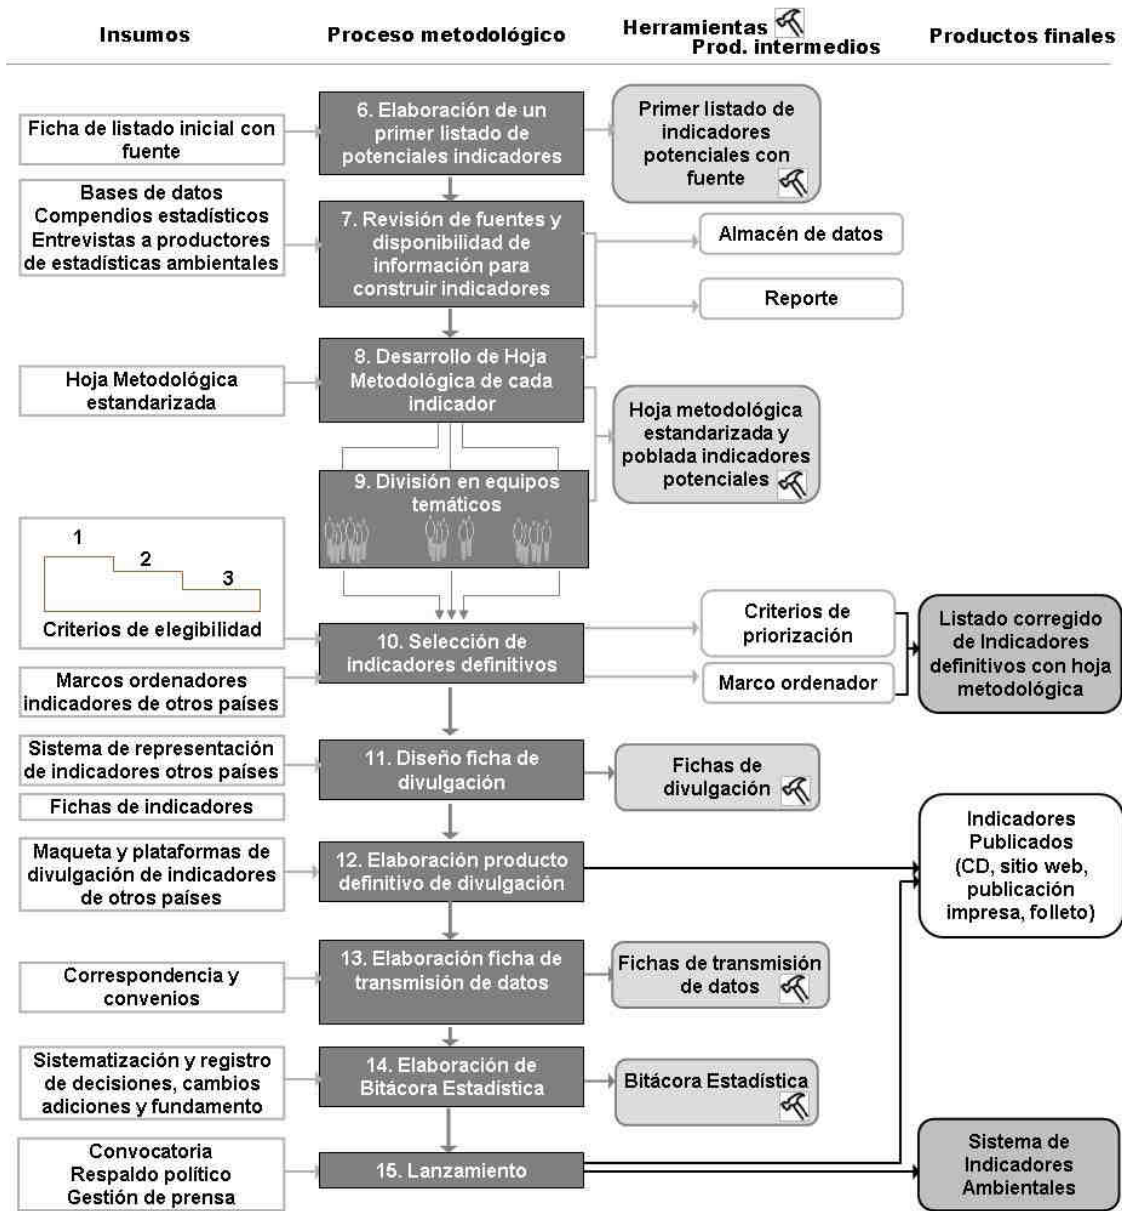 Insumos
Proceso metodológico
Herramientas
Prod. intermedios
Productos finales
Ficha de listado inicial con
fuente
6. Elaboración de un
primer listado de
potenciales indicadores
Primer listado de
indicadores
potenciales con
fuente
Bases de datos
Compendios estadísticos
Entrevistas a productores
de estadísticas ambientales
7. Revisión de fuentes y
disponibilidad de
información para
construir indicadores
Almacén de datos
Reporte
Hoja Metodológica
estandarizada
8. Desarrollo de Hoja
Metodológica de cada
indicador
Hoja metodológica
estandarizada y
poblada indicadores
potenciales
9. División en equipos
temáticos
1
2
3
Criterios de elegibilidad
Marcos ordenadores
indicadores de otros países
10. Selección de
indicadores definitivos
Criterios de
priorización
Marco ordenador
Listado corregido
de Indicadores
definitivos con hoja
metodológica
Sistema de representación
de indicadores otros países
Fichas de indicadores
11. Diseño ficha de
divulgación
Fichas de
divulgación
Maqueta y plataformas de
divulgación de indicadores
de otros países
12. Elaboración producto
definitivo de divulgación
Indicadores
Publicados
(CD, sitio web,
publicación
impresa, folleto)
Correspondencia y
convenios
13. Elaboración ficha de
transmisión de datos
Fichas de transmisión
de datos
Sistematización y registro
de decisiones, cambios
adiciones y fundamento
14. Elaboración de
Bitácora Estadística
Bitácora Estadística
Convocatoria
Respaldo político
Gestión de prensa
15. Lanzamiento
Sistema de
Indicadores
Ambientales